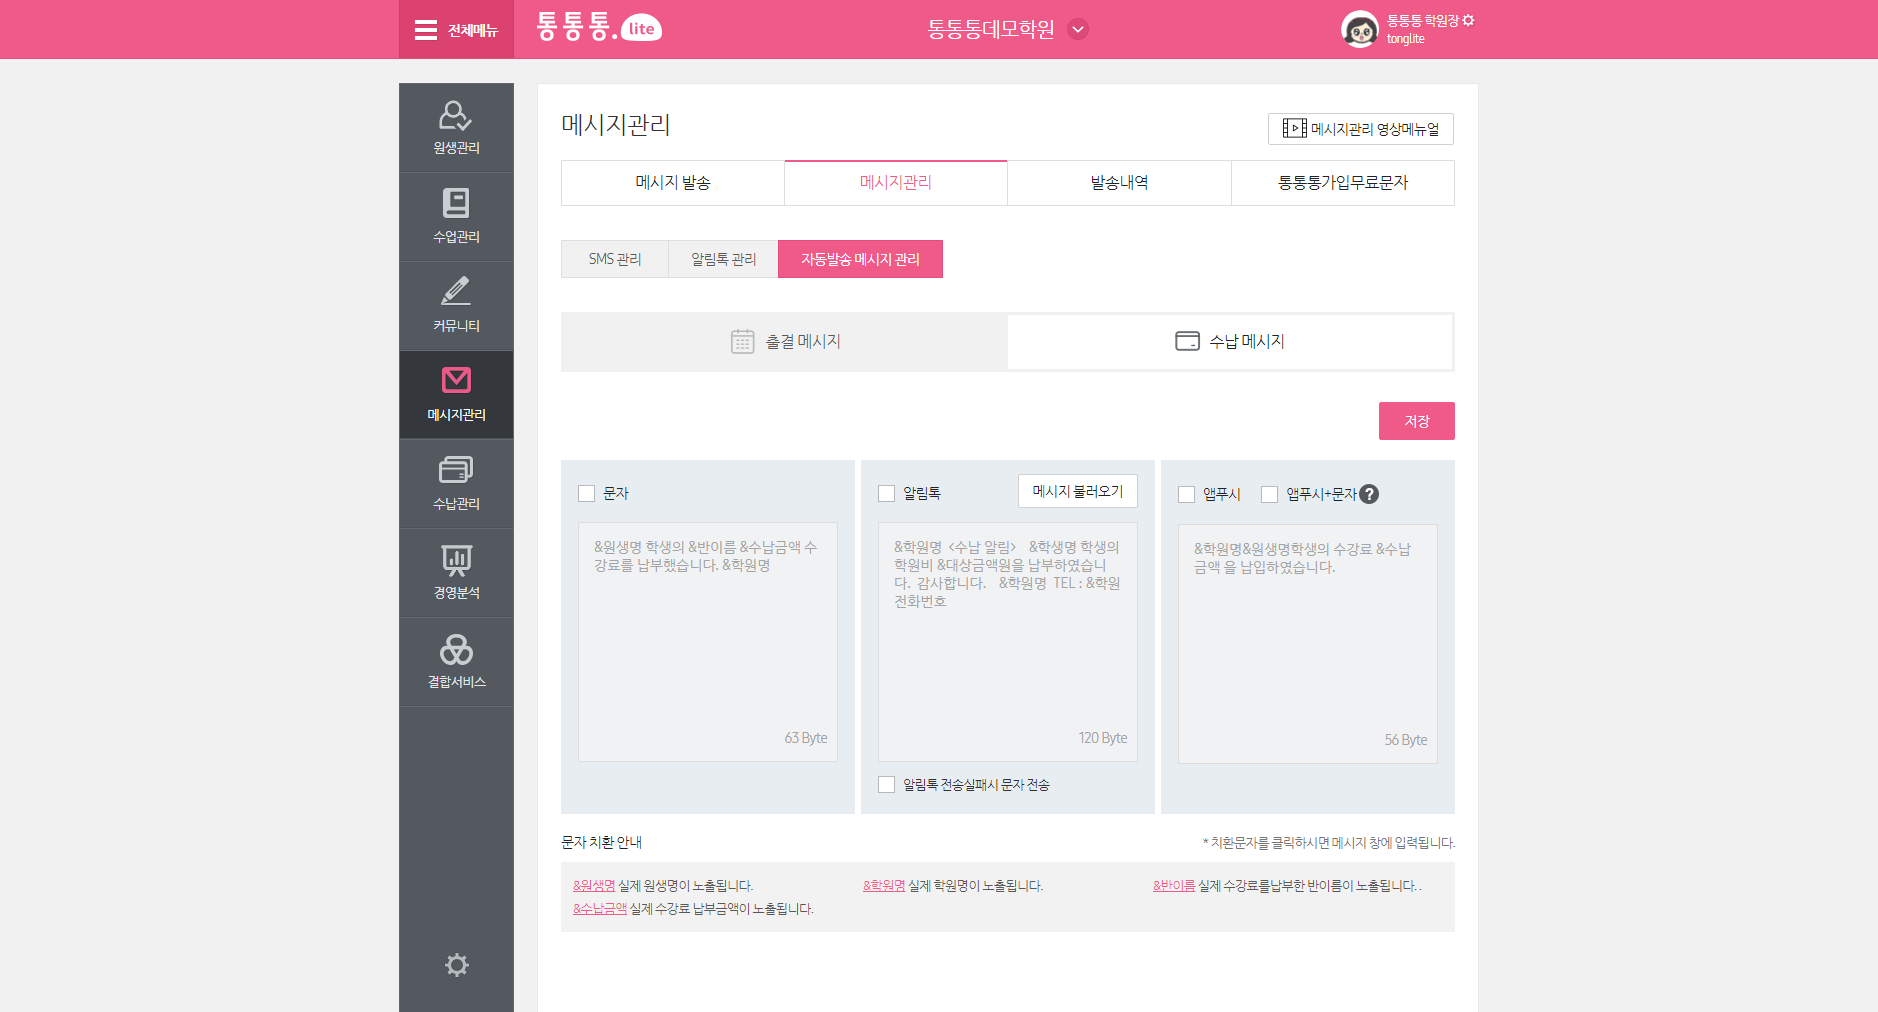 전체메뉴
통통통.lite
통통통데모학원
통통통 학원장
tonglite
원생관리
수업관리
커뮤니티
메시지관리
수납관리
경영분석
결합서비스
메시지관리
메시지관리 영상메뉴얼
메시지 발송
메시지관리
발송내역
통통통가입무료문자
SMS 관리
알림톡 관리
자동발송 메시지 관리
출결 메시지
수납 메시지
저장
문자
&원생명 학생의 &반이름 &수납금액 수
강료를 납부했습니다. &학원명
63 Byte
알림톡
메시지 불러오기
&학원명 <수납 알림> &학생명 학생의
학원비 &대상금액원을 납부하였습니
다. 감사합니다. &학원명 TEL : &학원
전화번호
120 Byte
알림톡 전송실패시 문자 전송
앱푸시
앱푸시+문자 ?
&학원명&원생명학생의 수강료 &수납
금액 을 납입하였습니다.
56 Byte
문자 치환 안내
* 치환문자를 클릭하시면 메시지 창에 입력됩니다.
&원생명 실제 원생명이 노출됩니다.
&학원명 실제 학원명이 노출됩니다.
&반이름 실제 수강료를납부한 반이름이 노출됩니다. .
&수납금액 실제 수강료 납부금액이 노출됩니다.